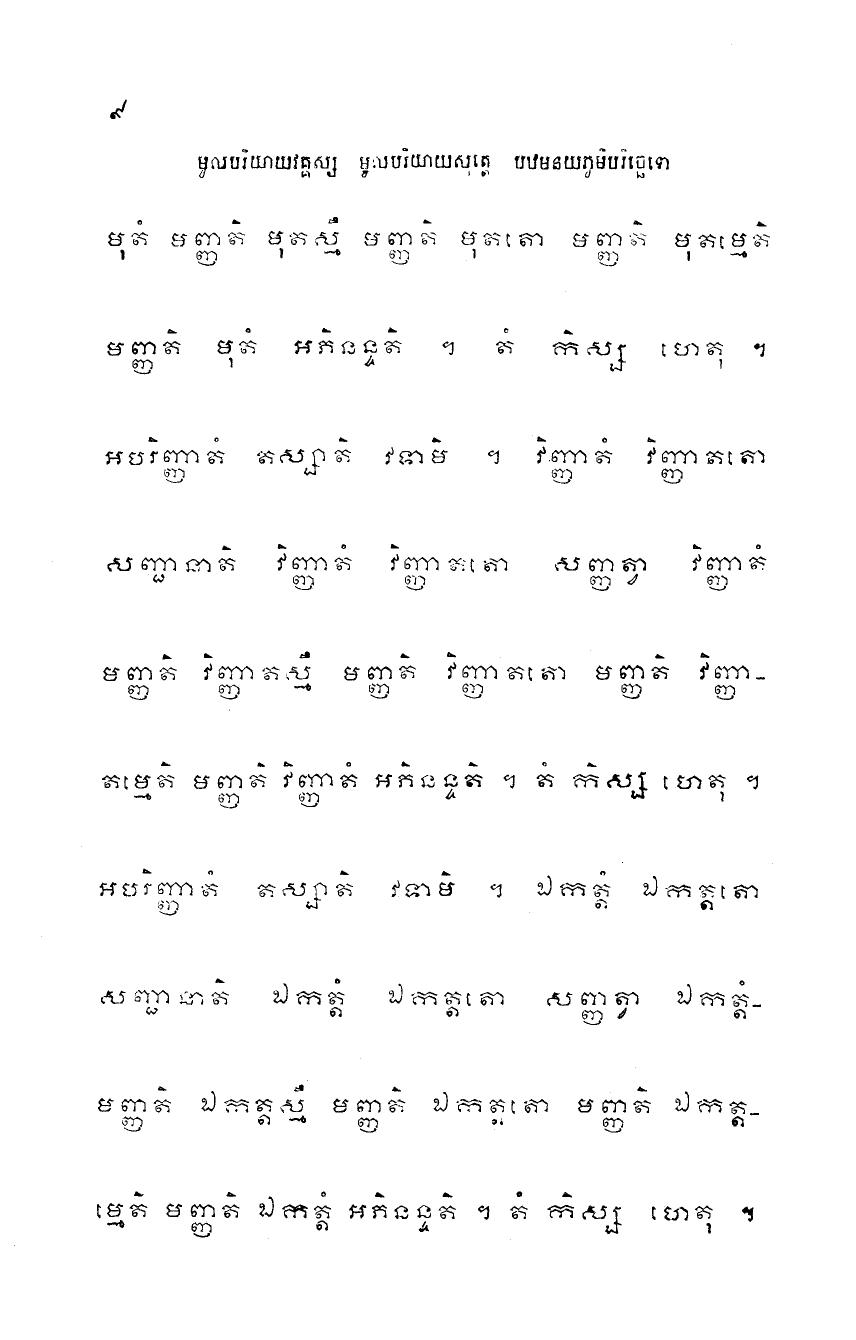 ៩
មូលបរិយាយវគ្គស្ស មូលបរិយាយសុត្តេ បឋមនយភូមិបរិច្ឆេទោ
មុតំ មញ្ញតិ មុតស្មឹ មញ្ញតិ មុតតោ មញ្ញតិ មុតម្មេតិ
មញ្ញតិ មុតំ អភិនន្ទតិ ។ តំ កិស្ស ហេតុ ។
អបរិញ្ញាតំ តស្សាតិ វទាមិ ។ វិញ្ញាតំ វិញ្ញាតតោ
សញ្ជានាតិ វិញ្ញាតំ វិញ្ញាតតោ សញ្ញត្វា វិញ្ញាតំ
មញ្ញតិ វិញ្ញាតស្មឹ មញ្ញតិ វិញ្ញាតតោ មញ្ញតិ វិញ្ញា-
តម្មេតិ មញ្ញតិ វិញ្ញាតំ អភិនន្ទតិ ។ តំ កិស្ស ហេតុ ។
អបរិញ្ញាតំ តស្សាតិ វទាមិ ។ ឯកត្តំ ឯកត្តតោ
សញ្ជានាតិ ឯកត្តំ ឯកត្តតោ សញ្ញត្វា ឯកត្តំ-
មញ្ញតិ ឯកត្តស្មឹ មញ្ញតិ ឯកត្តតោ មញ្ញតិ ឯកត្ត-
ម្មេតិ មញ្ញតិ ឯកត្តំ អភិនន្ទតិ ។ តំ កិស្ស ហេតុ ។